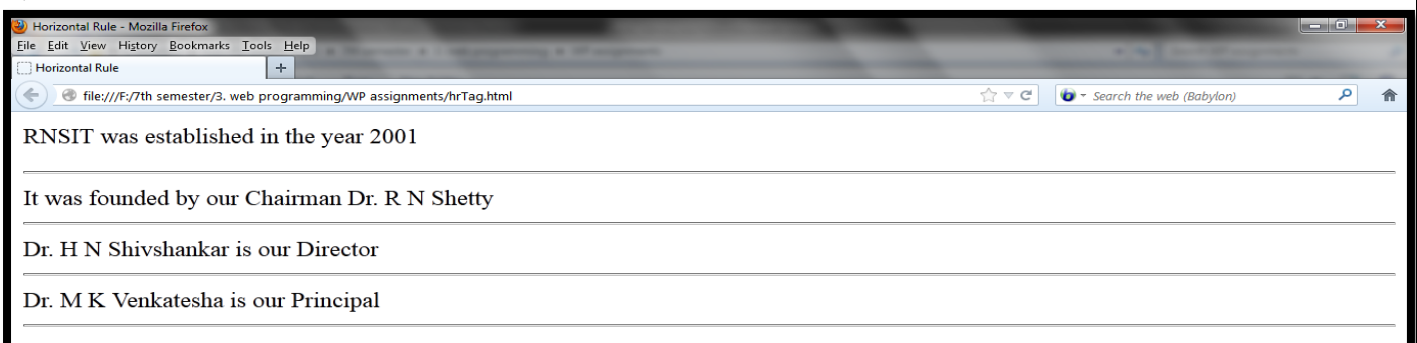 Horizontal Rule - Mozilla Firefox
File Edit View History Bookmarks Tools Help
Horizontal Rule
file:///F:/7th semester/3. web programming/WP assignments/hrTag.html
Search the web (Babylon)
RNSIT was established in the year 2001
It was founded by our Chairman Dr. R N Shetty
Dr. H N Shivshankar is our Director
Dr. M K Venkatesha is our Principal